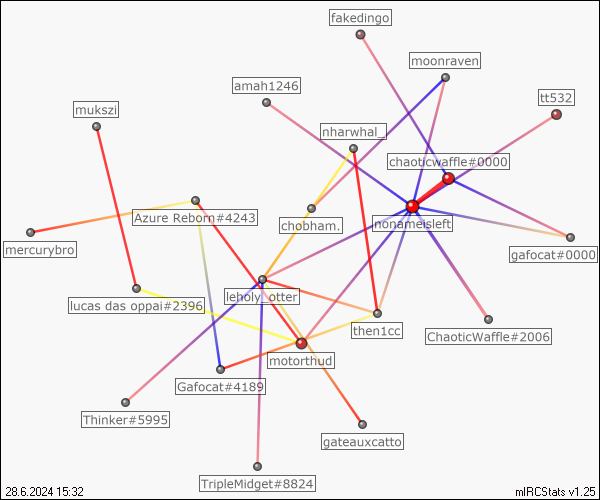 fakedingo
moonraven
amah1246
tt532
mukszi
nharwhal_
chaoticwaffle#0000
Azure Reborn#4243
chobham.
nonameisleft
mercurybro
gafocat#0000
leholy_otter
lucas das oppai#2396
then1cc
ChaoticWaffle#2006
motorthud
Gafocat#4189
Thinker#5995
gateauxcatto
TripleMidget#8824
28.6.2024 15:32
mIRCStats v1.25